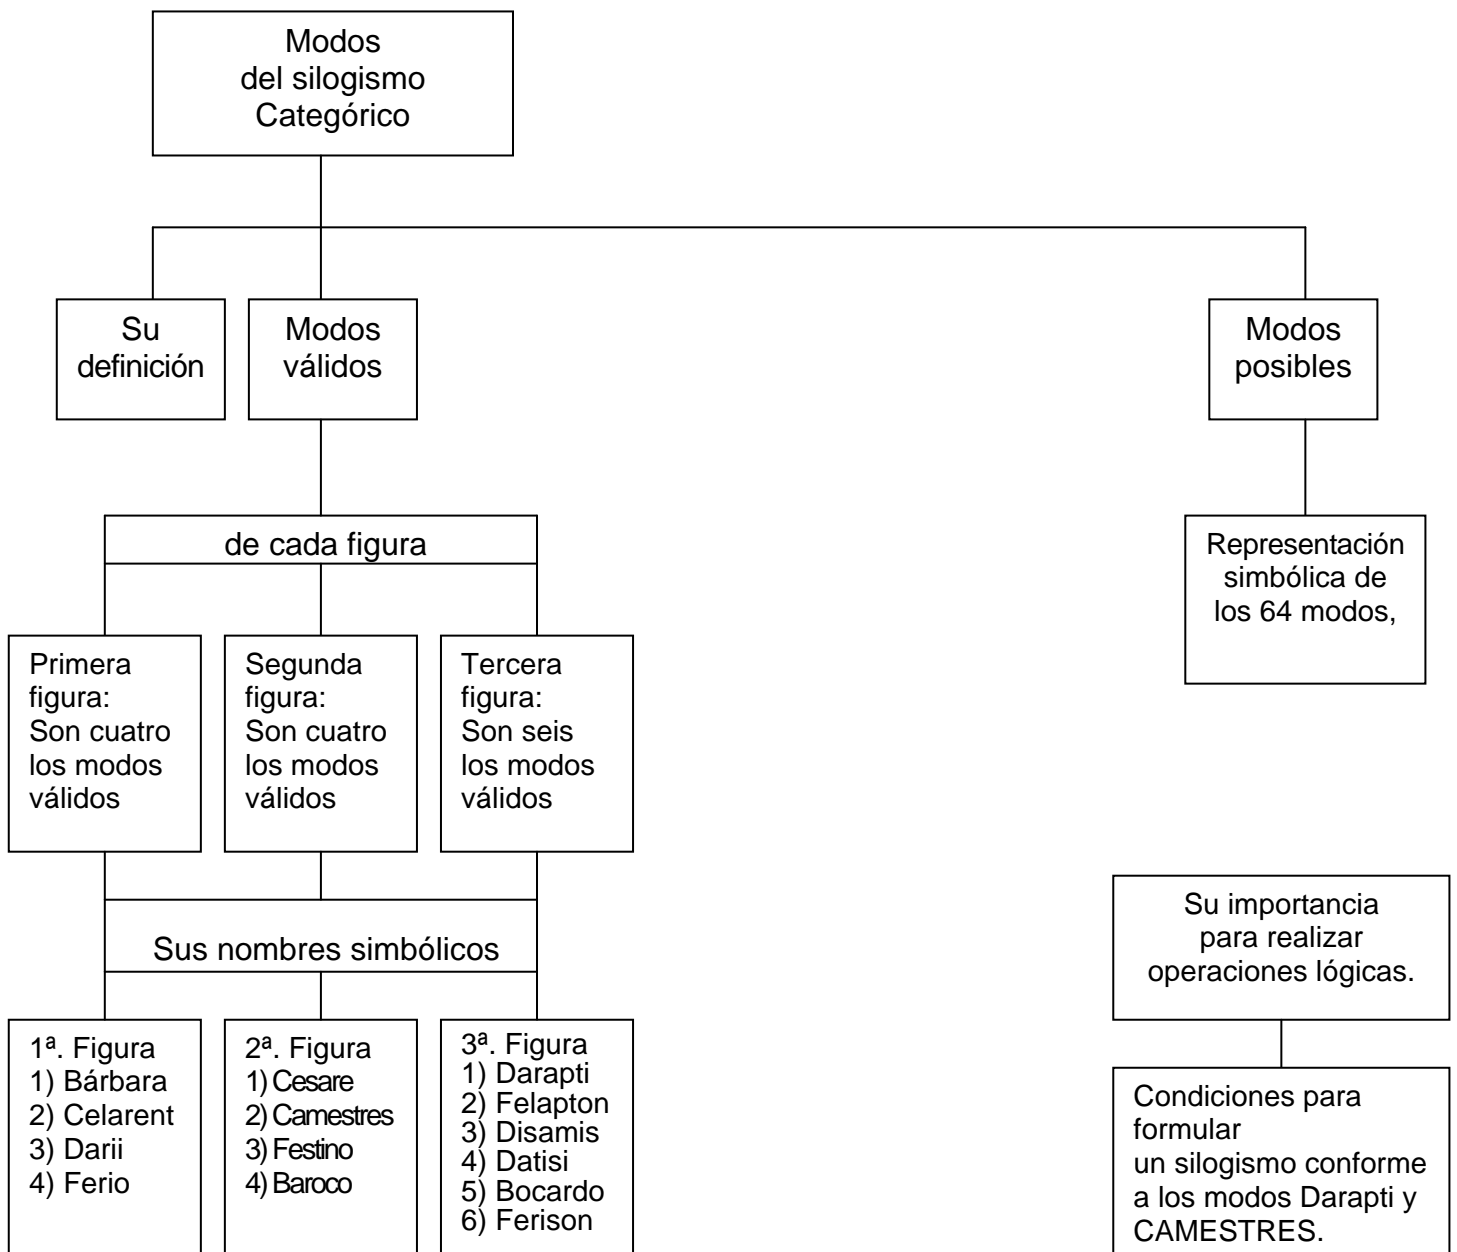 Modos
del silogismo
Categórico
Su
definición
Modos
válidos
Modos
posibles
de cada figura
Representación
simbólica de
los 64 modos,
Primera
figura:
Son cuatro
los modos
válidos
Segunda
figura:
Son cuatro
los modos
válidos
Tercera
figura:
Son seis
los modos
válidos
Su importancia
para realizar
operaciones lógicas.
Sus nombres simbólicos
1ª. Figura
1) Bárbara
2) Celarent
3) Darii
4) Ferio
2ª. Figura
1) Cesare
2) Camestres
3) Festino
4) Baroco
3ª. Figura
1) Darapti
2) Felapton
3) Disamis
4) Datisi
5) Bocardo
6) Ferison
Condiciones para
formular
un silogismo conforme
a los modos Darapti y
CAMESTRES.